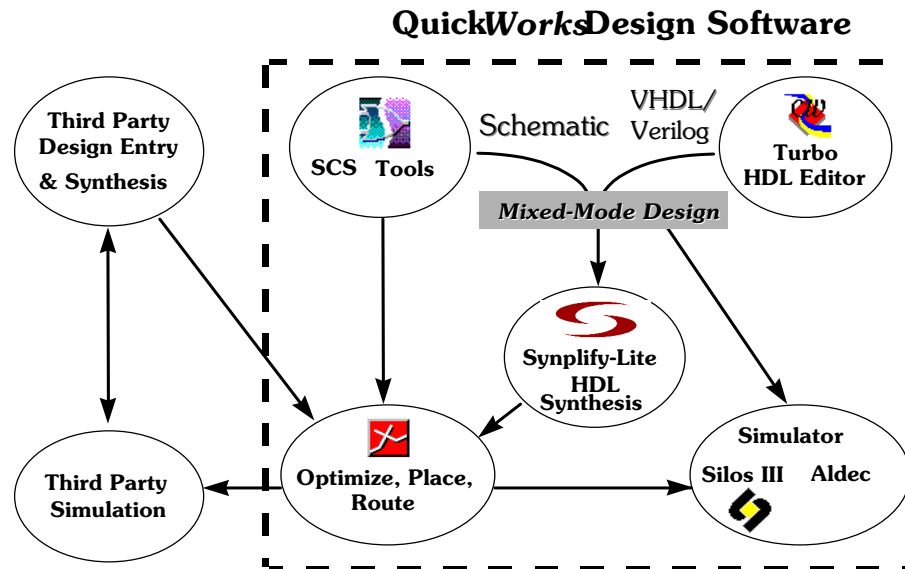 QuickWorks Design Software
Third Party
Design Entry
& Synthesis
SCS Tools
Schematic
VHDL/
Verilog
Turbo
HDL Editor
Mixed-Mode Design
Synplify-Lite
HDL
Synthesis
Third Party
Simulation
Optimize, Place,
Route
Simulator
Silos III Aldec